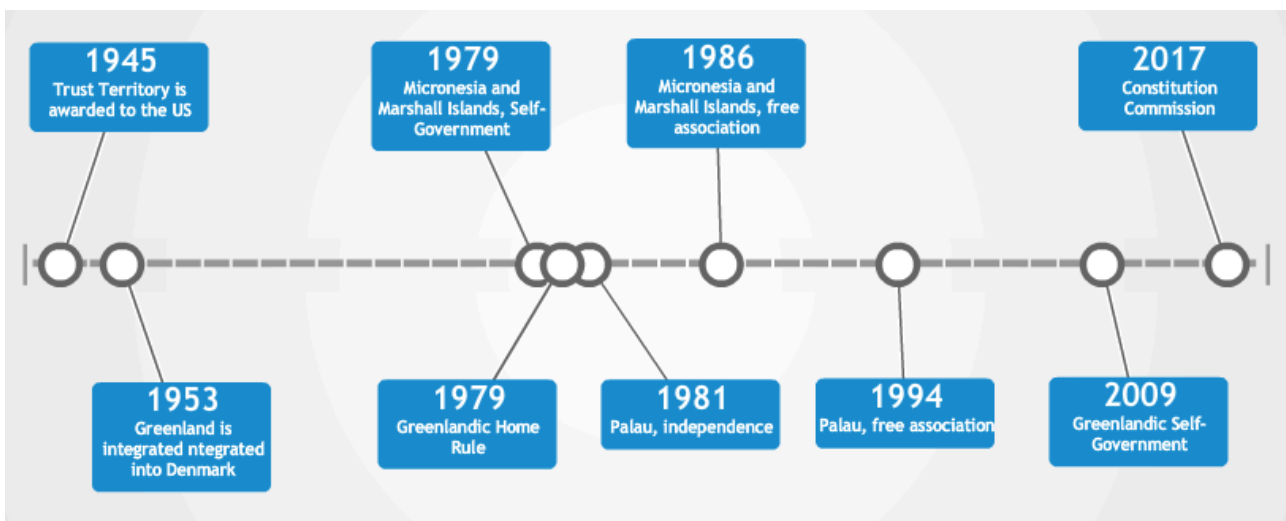 1945
Trust Territory is
awarded to the US
1979
Micronesia and
Marshall Islands, Self-
Government
1986
Micronesia and
Marshall Islands, free
association
2017
Constitution
Commission
1953
Greenland is
integrated ntegrated
into Denmark
1979
Greenlandic Home
Rule
1981
Palau, independence
1994
Palau, free association
2009
Greenlandic Self-
Government